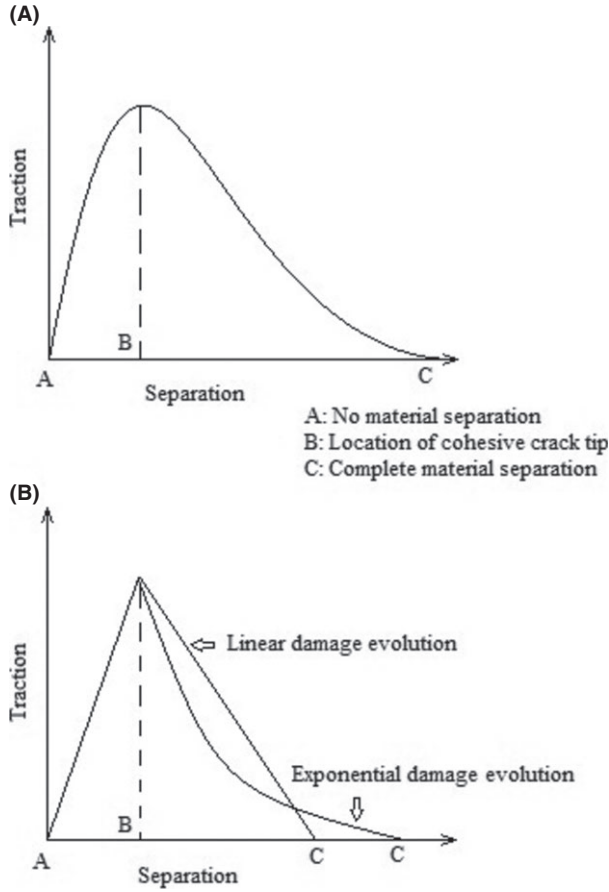 (A)
Traction
B
A
C
Separation
A: No material separation
B: Location of cohesive crack tip
C: Complete material separation
(B)
Linear damage evolution
Traction
Exponential damage evolution
B
A
C
C
Separation